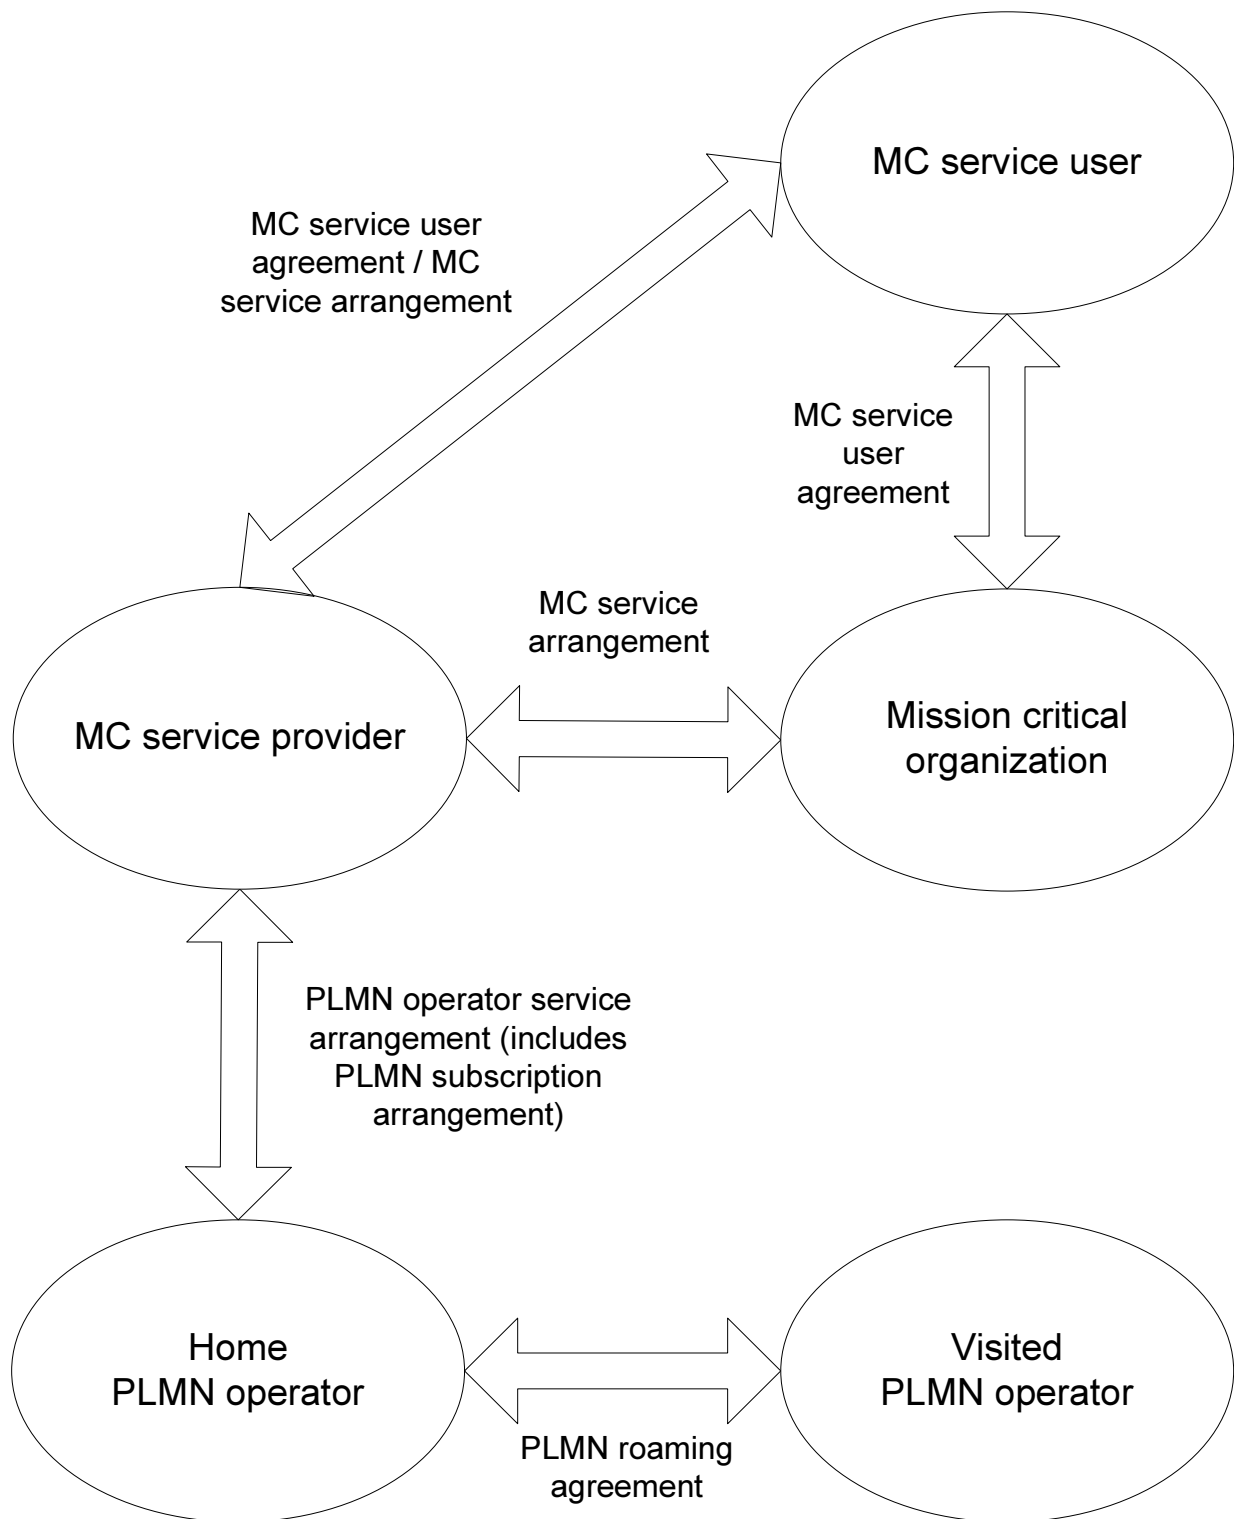 MC service user
MC service user
agreement / MC
service arrangement
MC service
user
agreement
MC service
arrangement
MC service provider
Mission critical
organization
PLMN operator service
arrangement (includes
PLMN subscription
arrangement)
Home
PLMN operator
Visited
PLMN operator
PLMN roaming
agreement